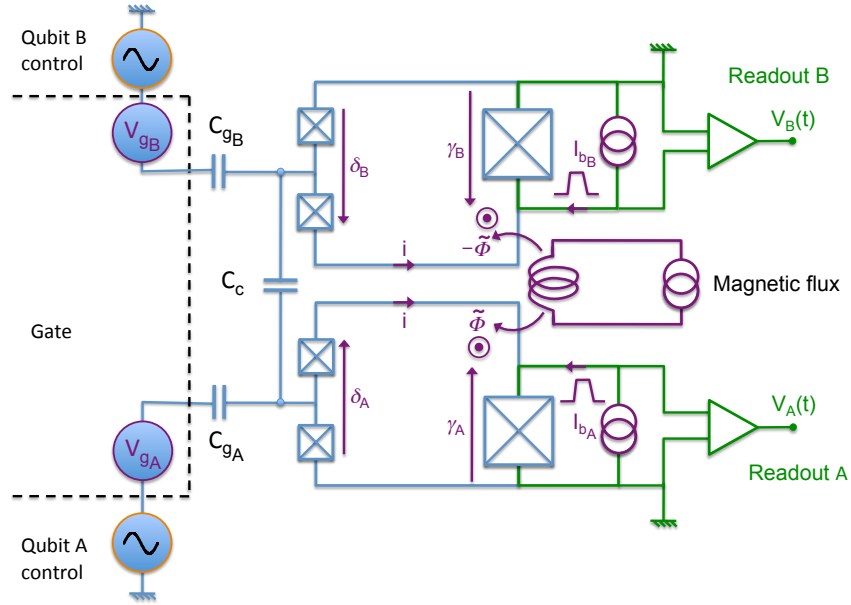 Qubit B
control
Readout B
V_B(t)
V_gB
C_gB
δ_B
γ_B
I_bB
-Φ̃
i
C_c
Magnetic flux
Gate
i
Φ̃
δ_A
γ_A
I_bA
V_A(t)
C_gA
V_gA
Readout A
Qubit A
control